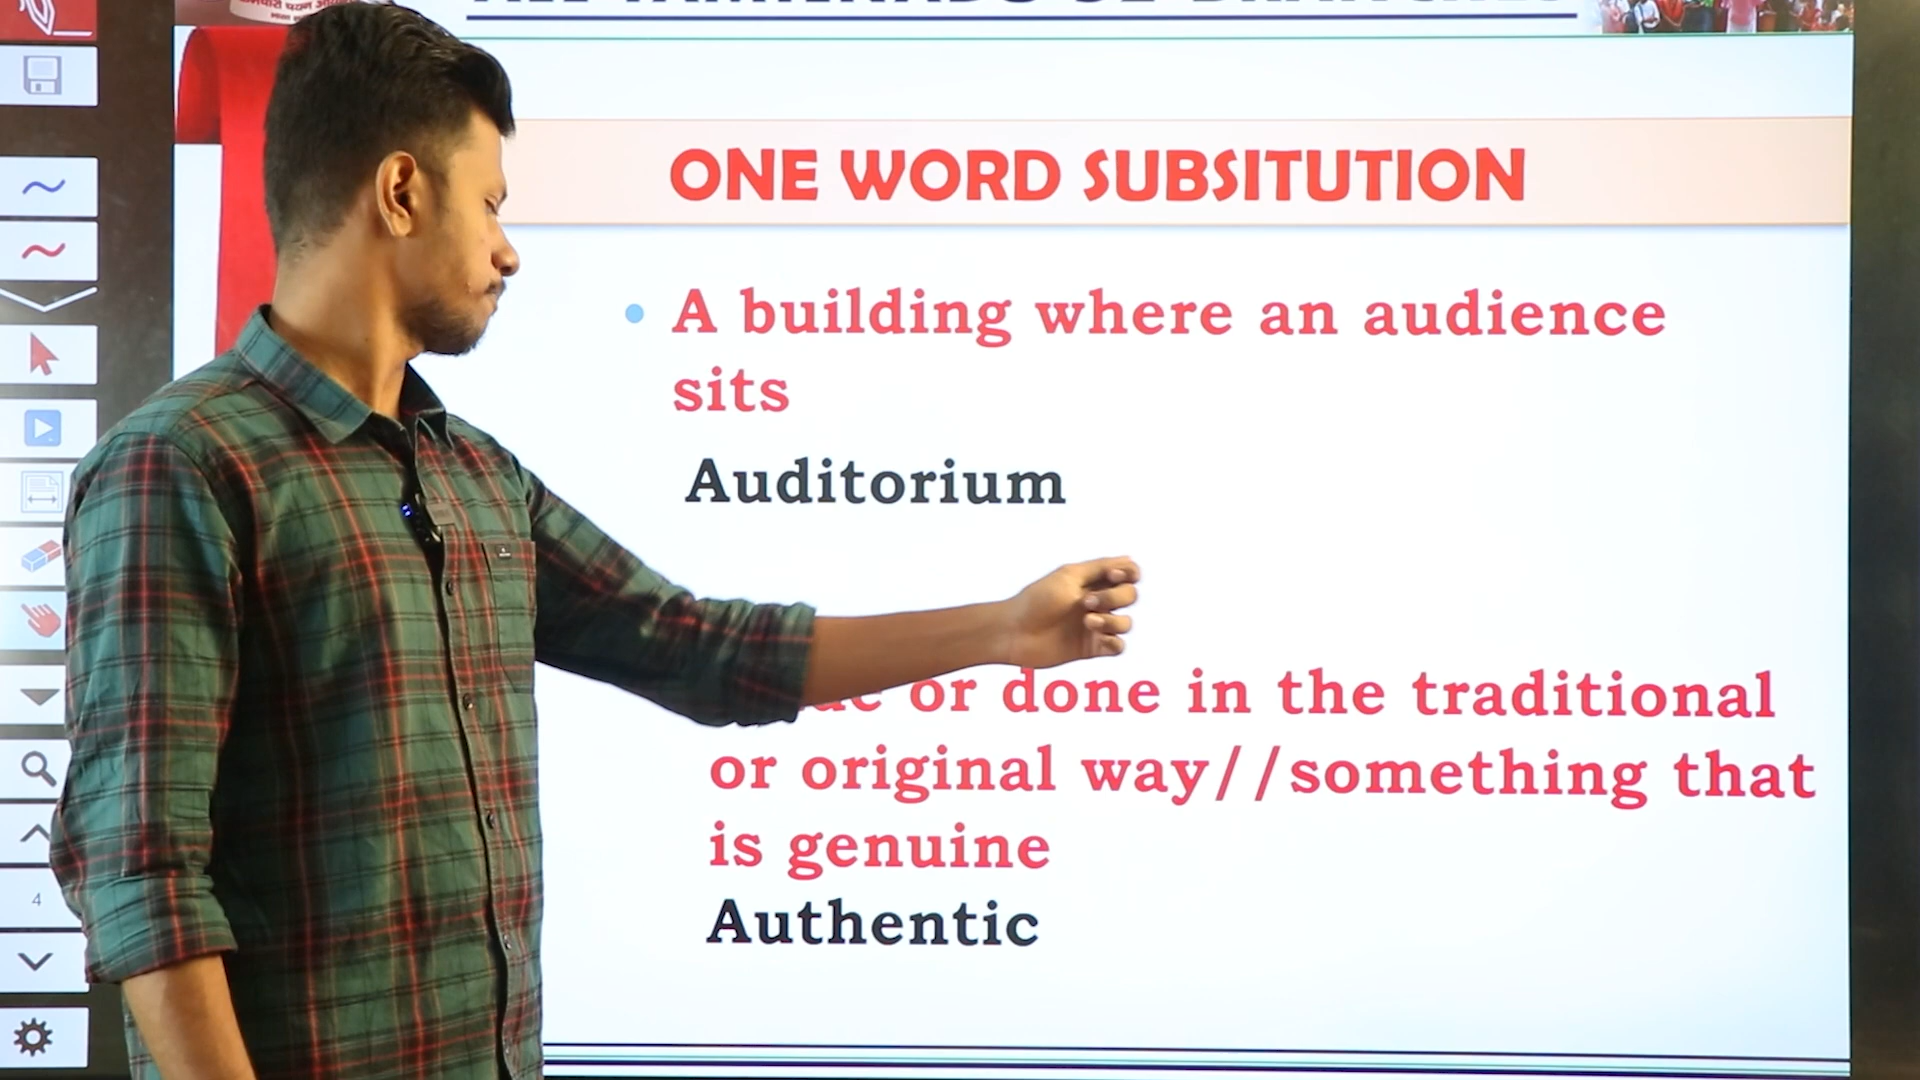 ONE WORD SUBSITUTION
A building where an audience
sits
Auditorium
or done in the traditional
or original way//something that
is genuine
Authentic
4